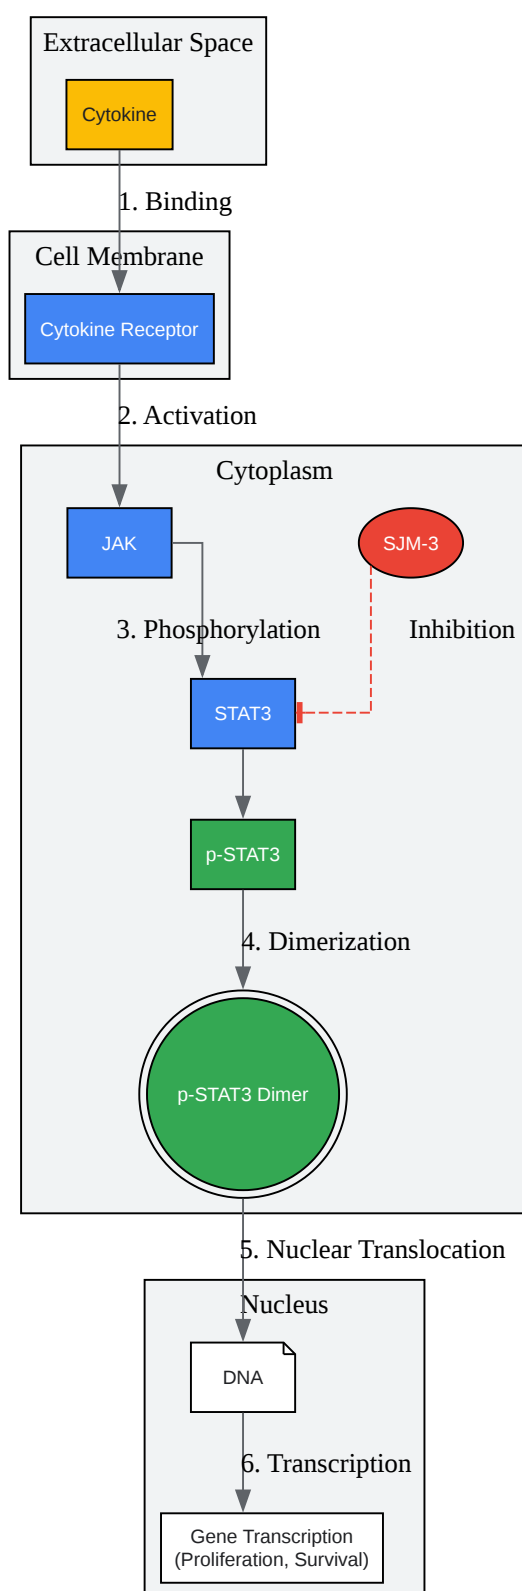 Extracellular Space
Cytokine
1. Binding
Cell Membrane
Cytokine Receptor
2. Activation
Cytoplasm
JAK
SJM-3
3. Phosphorylation
Inhibition
STAT3
p-STAT3
4. Dimerization
p-STAT3 Dimer
5. Nuclear Translocation
Nucleus
DNA
6. Transcription
Gene Transcription
(Proliferation, Survival)